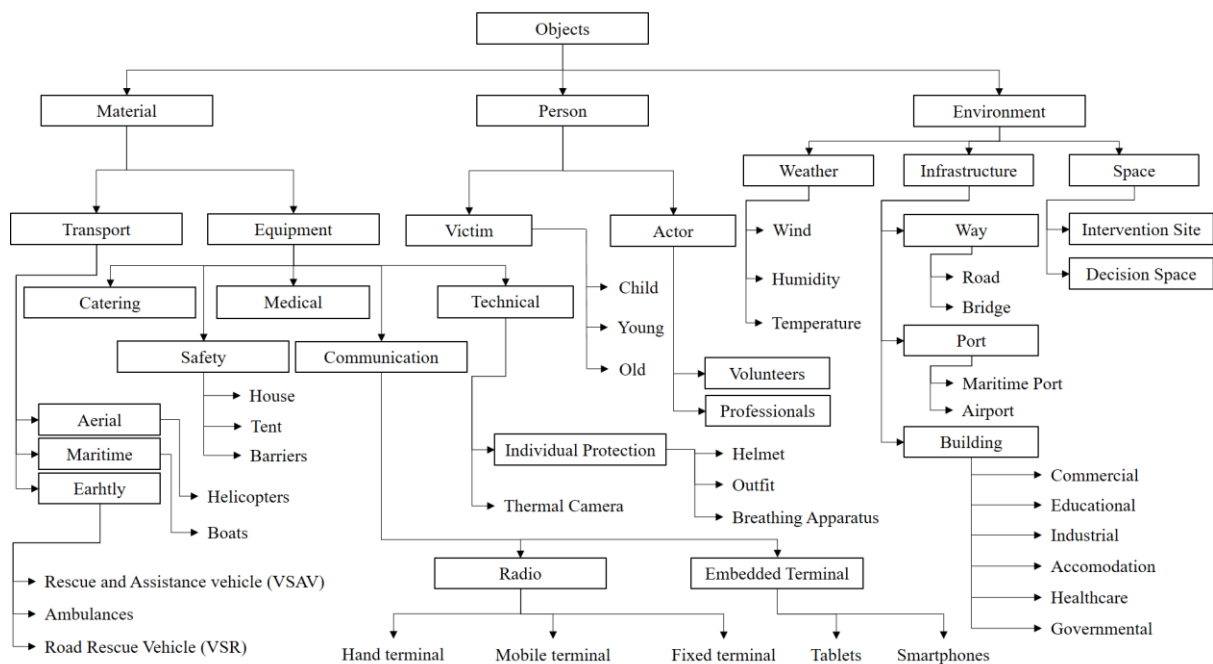 Objects
Material
Person
Environment
Weather
Infrastructure
Space
Transport
Equipment
Victim
Actor
Wind
Way
Intervention Site
Humidity
Road
Decision Space
Catering
Medical
Technical
Child
Bridge
Young
Temperature
Safety
Communication
Port
Old
Volunteers
Maritime Port
House
Professionals
Airport
Aerial
Tent
Building
Maritime
Barriers
Individual Protection
Helmet
Commercial
Earhtly
Helicopters
Outfit
Educational
Thermal Camera
Breathing Apparatus
Boats
Industrial
Accomodation
Radio
Embedded Terminal
Rescue and Assistance vehicle (VSAV)
Healthcare
Ambulances
Governmental
Road Rescue Vehicle (VSR)
Hand terminal
Mobile terminal
Fixed terminal
Tablets
Smartphones